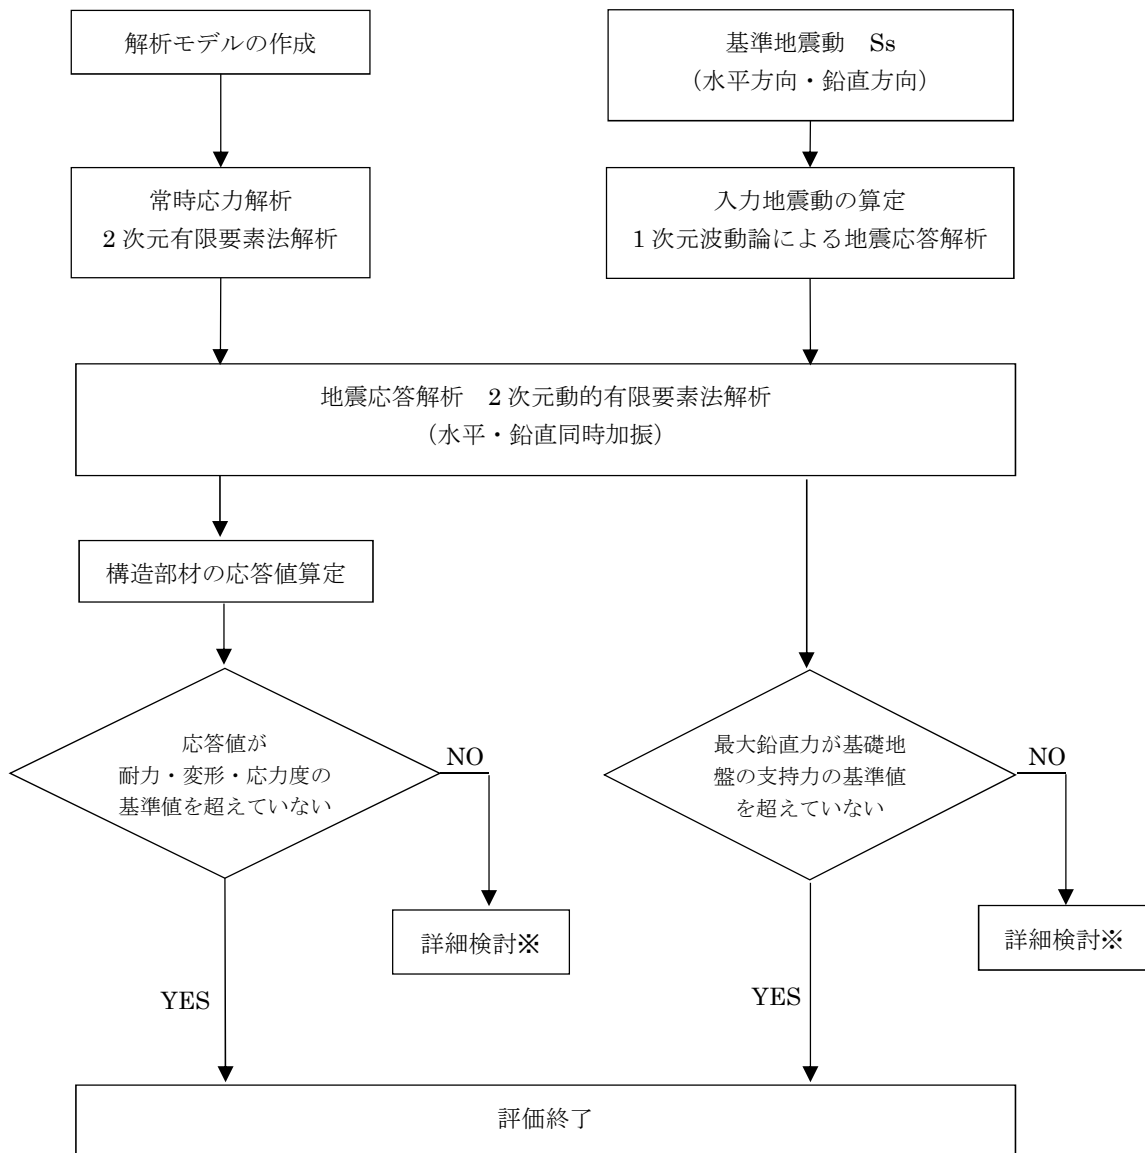 解析モデルの作成
基準地震動 Ss
（水平方向・鉛直方向）
常時応力解析
2 次元有限要素法解析
入力地震動の算定
1 次元波動論による地震応答解析
地震応答解析 2 次元動的有限要素法解析
（水平・鉛直同時加振）
構造部材の応答値算定
応答値が
耐力・変形・応力度の
基準値を超えていない
NO
最大鉛直力が基礎地
盤の支持力の基準値
を超えていない
NO
詳細検討※
詳細検討※
YES
YES
評価終了